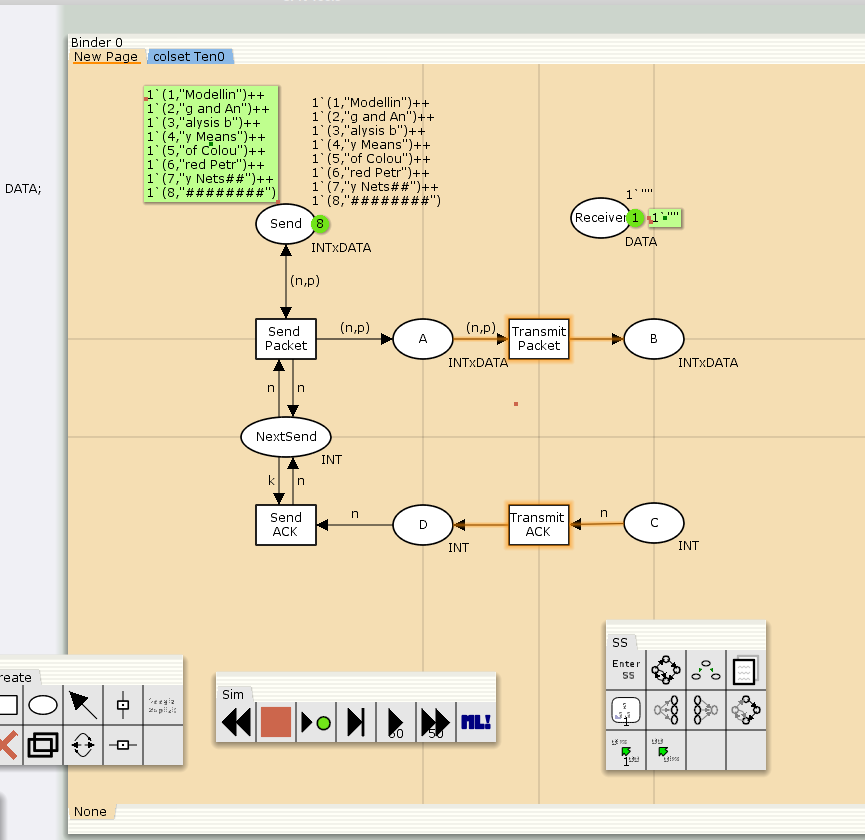 Binder 0
New Page
colset Ten0
DATA;
1`(1,"Modellin")++
1`(2,"g and An")++
1`(3,"alysis b")++
1`(4,"y Means")++
1`(5,"of Colou")++
1`(6,"red Petr")++
1`(7,"y Nets##")++
1`(8,"########")
1`(1,"Modellin")++
1`(2,"g and An")++
1`(3,"alysis b")++
1`(4,"y Means")++
1`(5,"of Colou")++
1`(6,"red Petr")++
1`(7,"y Nets##")++
1`(8,"########")
1`""
Send
8
INTxDATA
Receiver
1
1`""
DATA
(n,p)
Send
Packet
(n,p)
A
INTxDATA
(n,p)
Transmit
Packet
B
INTxDATA
n
n
NextSend
INT
k
n
Send
ACK
n
D
INT
Transmit
ACK
n
C
INT
reate
Sim
50
50
ML!
SS
Enter
SS
1
1
None